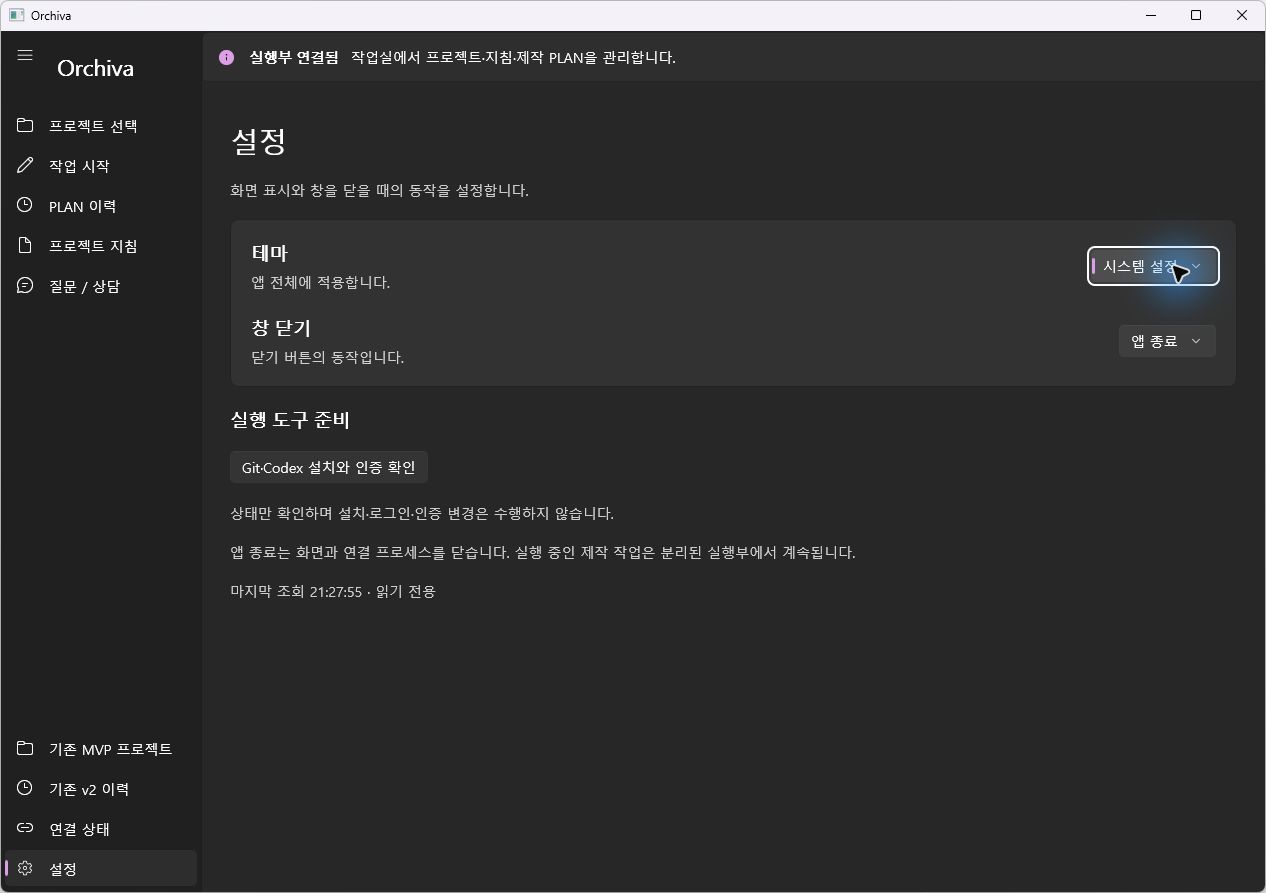 Orchiva
Orchiva
프로젝트 선택
작업 시작
PLAN 이력
프로젝트 지침
질문 / 상담
기존 MVP 프로젝트
기존 v2 이력
연결 상태
설정
실행부 연결됨 작업실에서 프로젝트·지침·제작 PLAN을 관리합니다.
설정
화면 표시와 창을 닫을 때의 동작을 설정합니다.
테마
앱 전체에 적용합니다.
시스템 설정
창 닫기
닫기 버튼의 동작입니다.
앱 종료
실행 도구 준비
Git·Codex 설치와 인증 확인
상태만 확인하며 설치·로그인·인증 변경은 수행하지 않습니다.
앱 종료는 화면과 연결 프로세스를 닫습니다. 실행 중인 제작 작업은 분리된 실행부에서 계속됩니다.
마지막 조회 21:27:55 · 읽기 전용